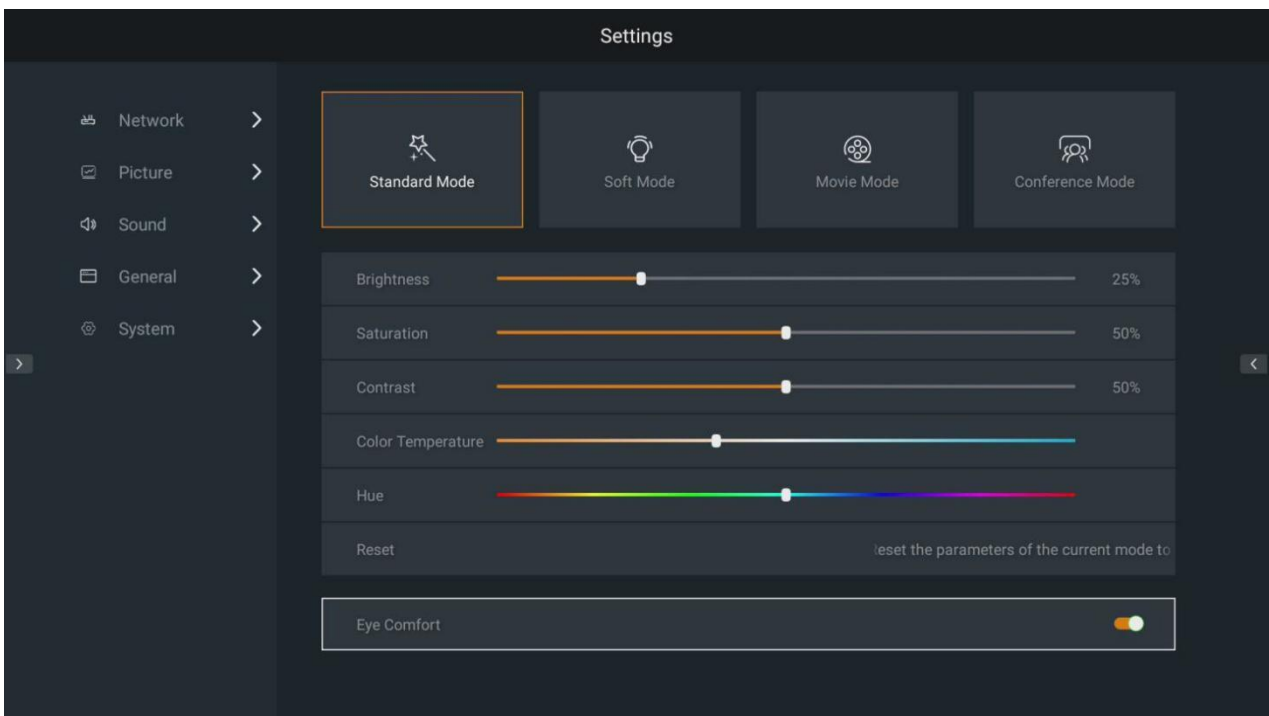 Settings
Network
Picture
Sound
General
System
Standard Mode
Soft Mode
Movie Mode
Conference Mode
Brightness 25%
Saturation 50%
Contrast 50%
Color Temperature
Hue
Reset eset the parameters of the current mode to
Eye Comfort